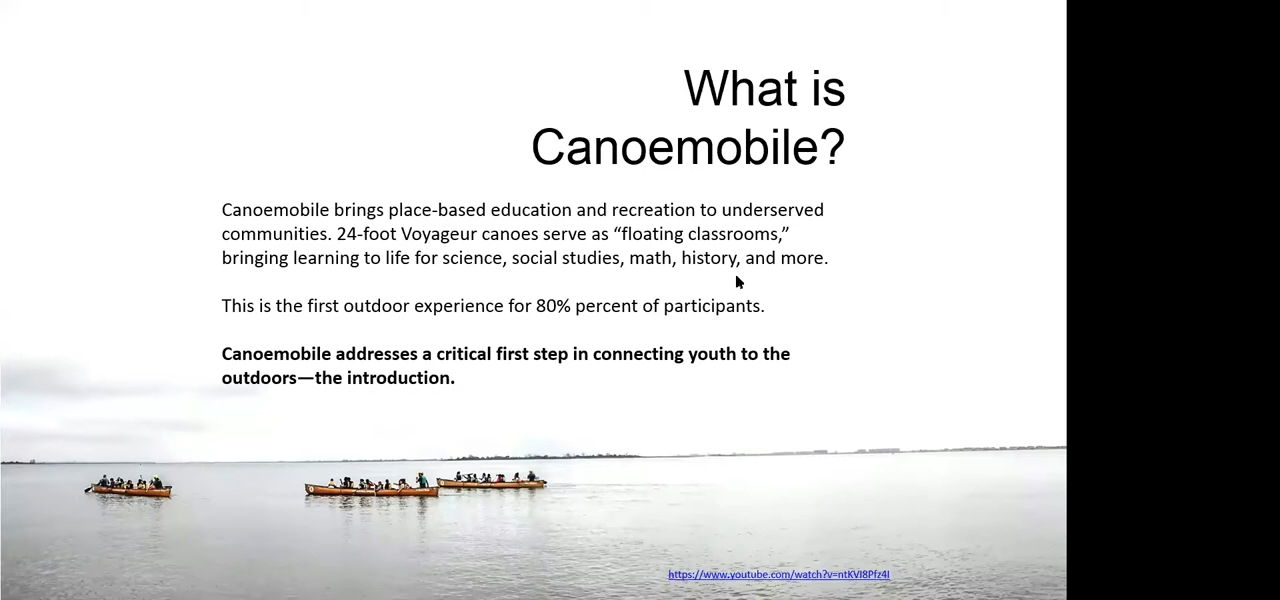 What is
Canoemobile?
Canoemobile brings place-based education and recreation to underserved
communities. 24-foot Voyageur canoes serve as “floating classrooms,”
bringing learning to life for science, social studies, math, history, and more.
This is the first outdoor experience for 80% percent of participants.
Canoemobile addresses a critical first step in connecting youth to the
outdoors—the introduction.
https://www.youtube.com/watch?v=ntKVI8Pfz4I